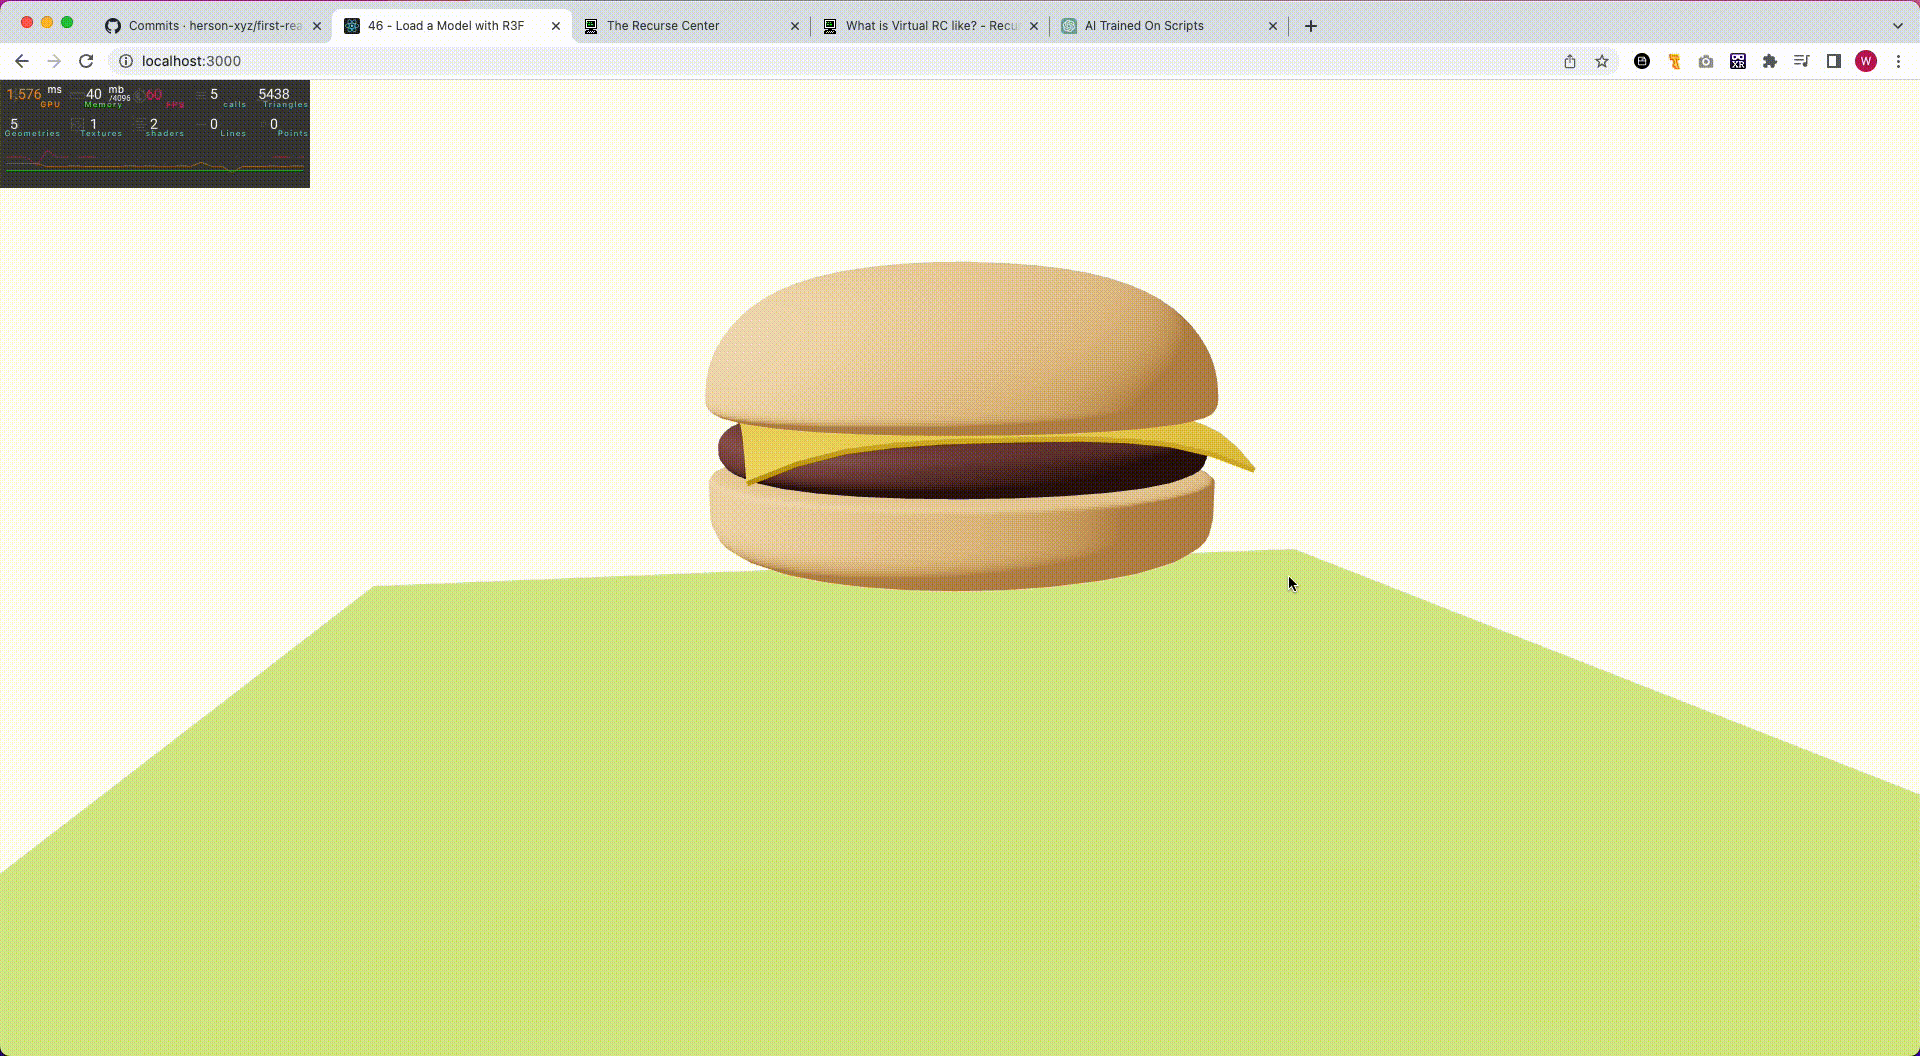 Commits · herson-xyz/first-rea
46 - Load a Model with R3F
The Recurse Center
What is Virtual RC like? - Recu
AI Trained On Scripts
localhost:3000
W
XR
1.576 ms GPU
40 mb /4096 Memory
60 FPS
5 calls
5438 Triangles
5 Geometries
1 Textures
2 shaders
0 Lines
0 Points